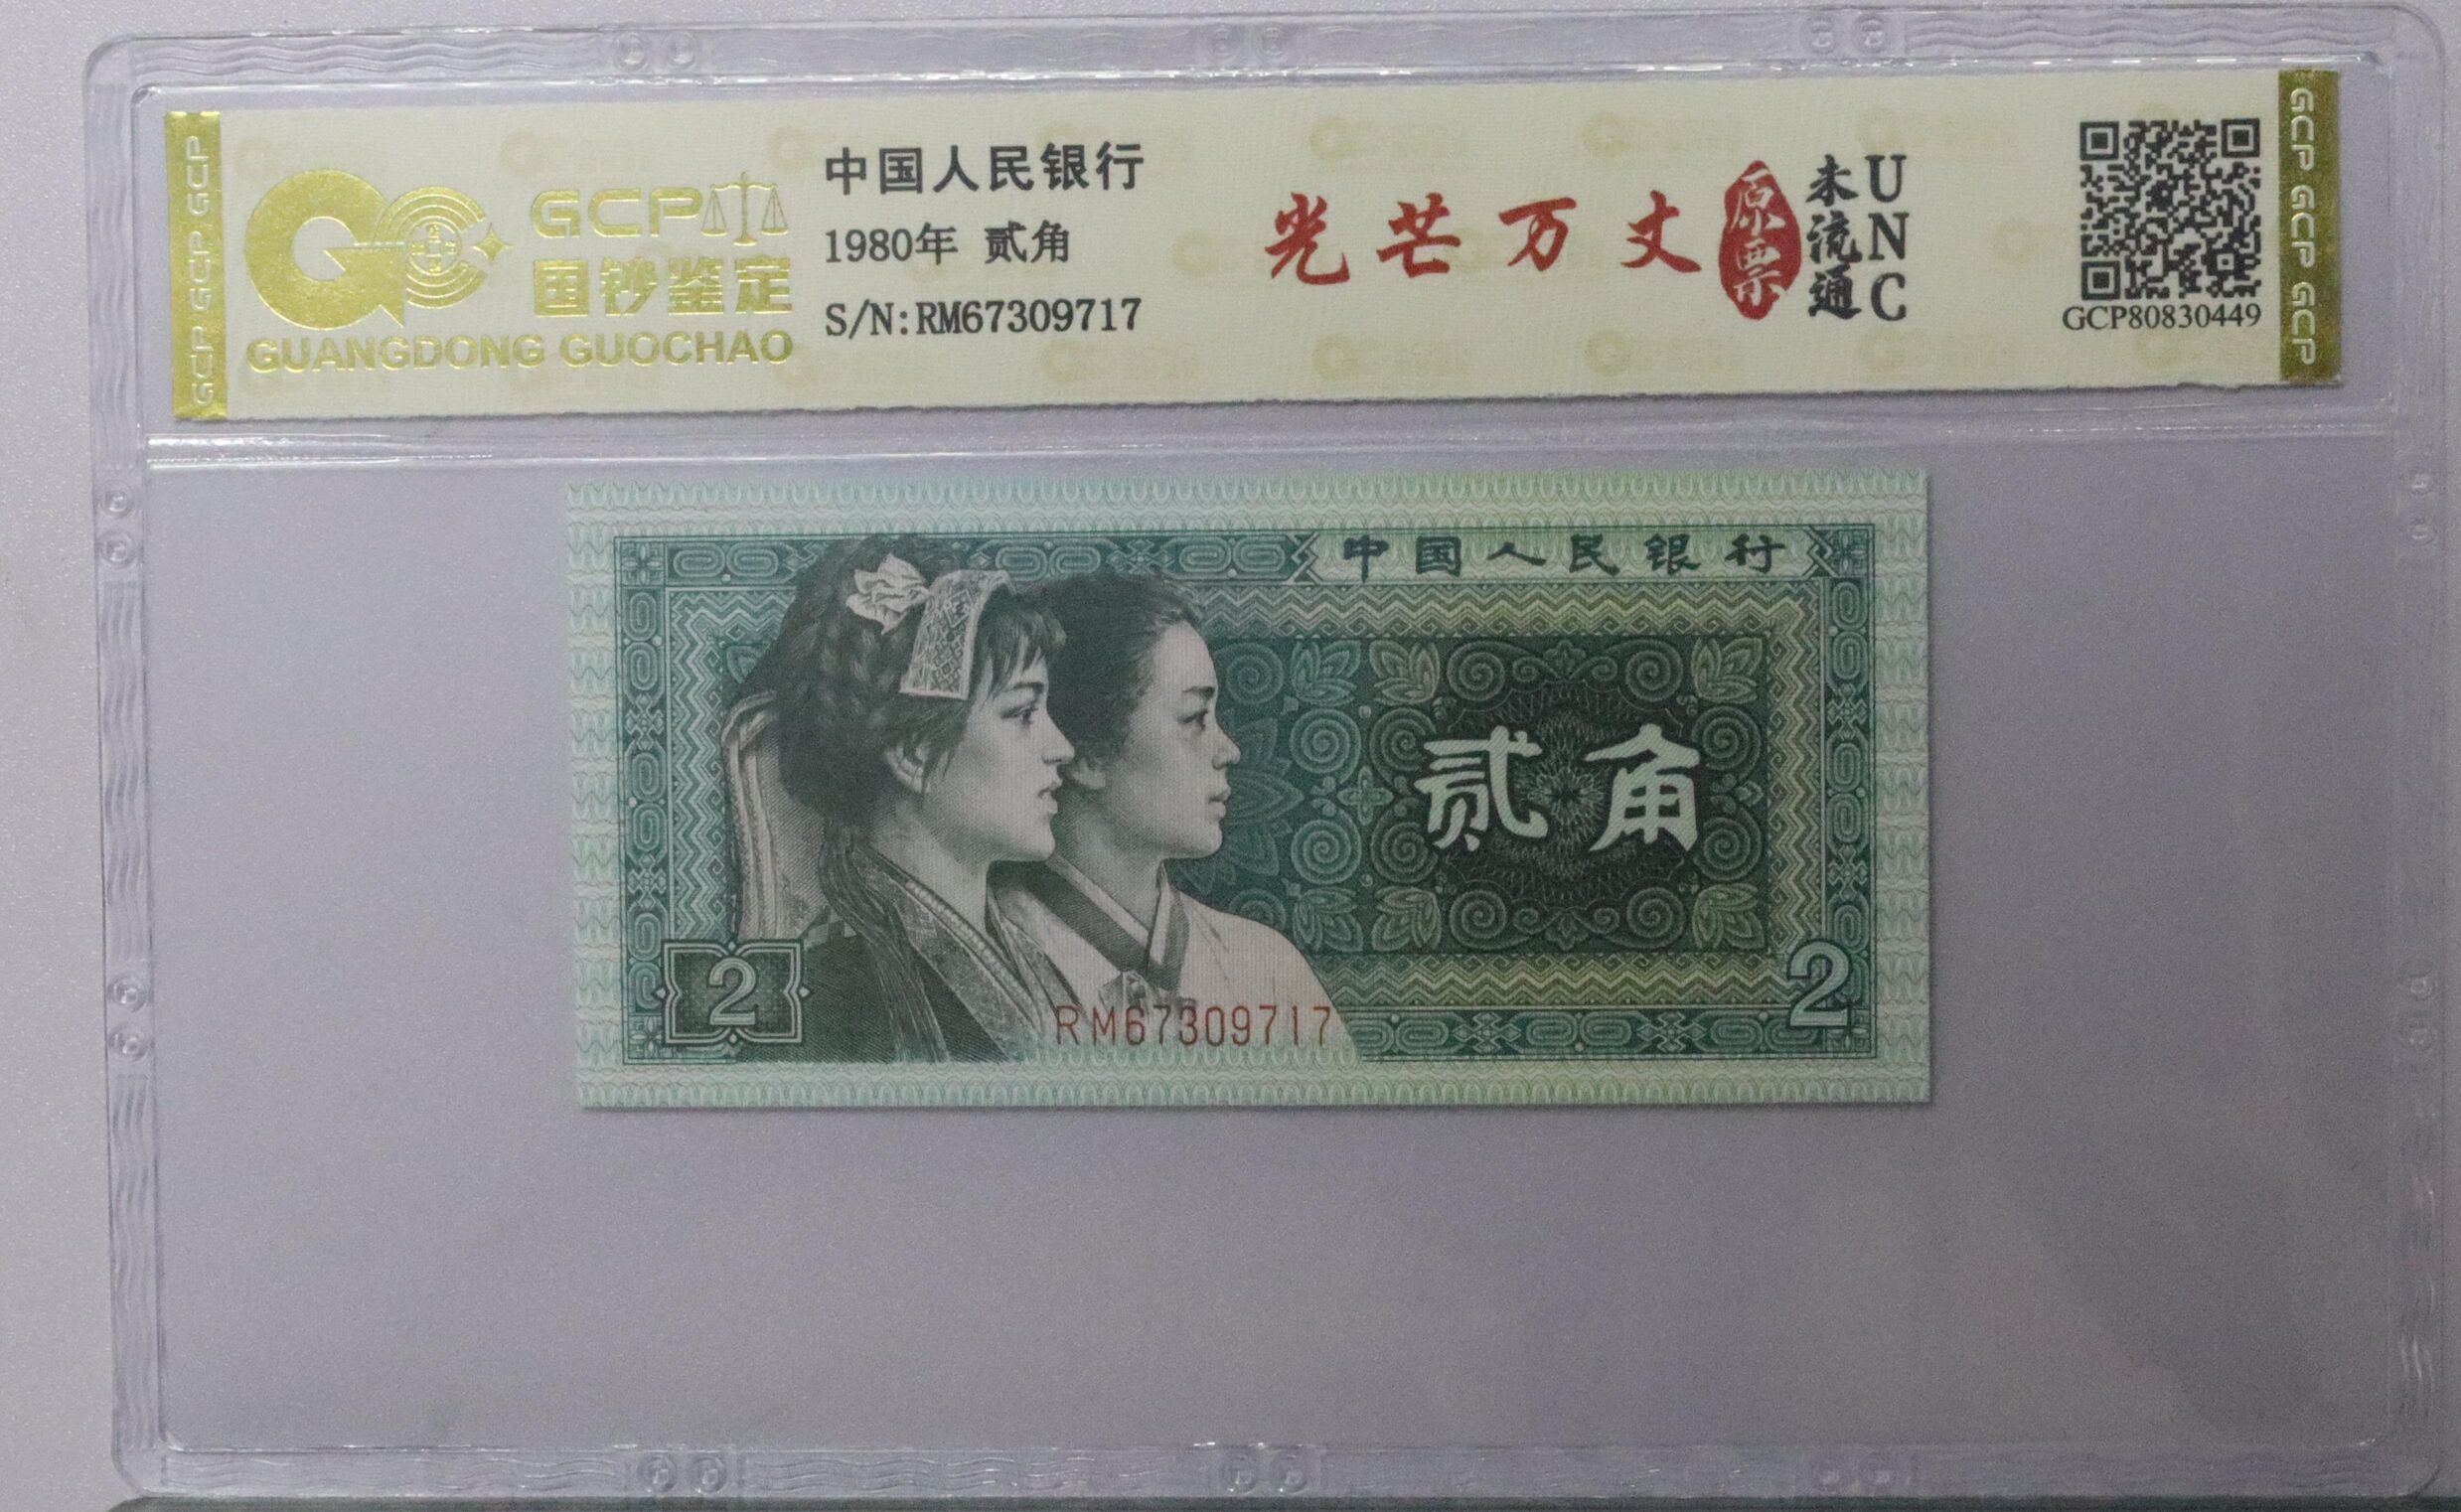 GCP GCP GCP
GCP
国钞鉴定
GUANGDONG GUOCHAO
中国人民银行
1980年 贰角
S/N:RM67309717
光芒万丈
原票
未流通
UNC
GCP80830449
GCP GCP GCP
中国人民银行
贰角
2
2
RM67309717